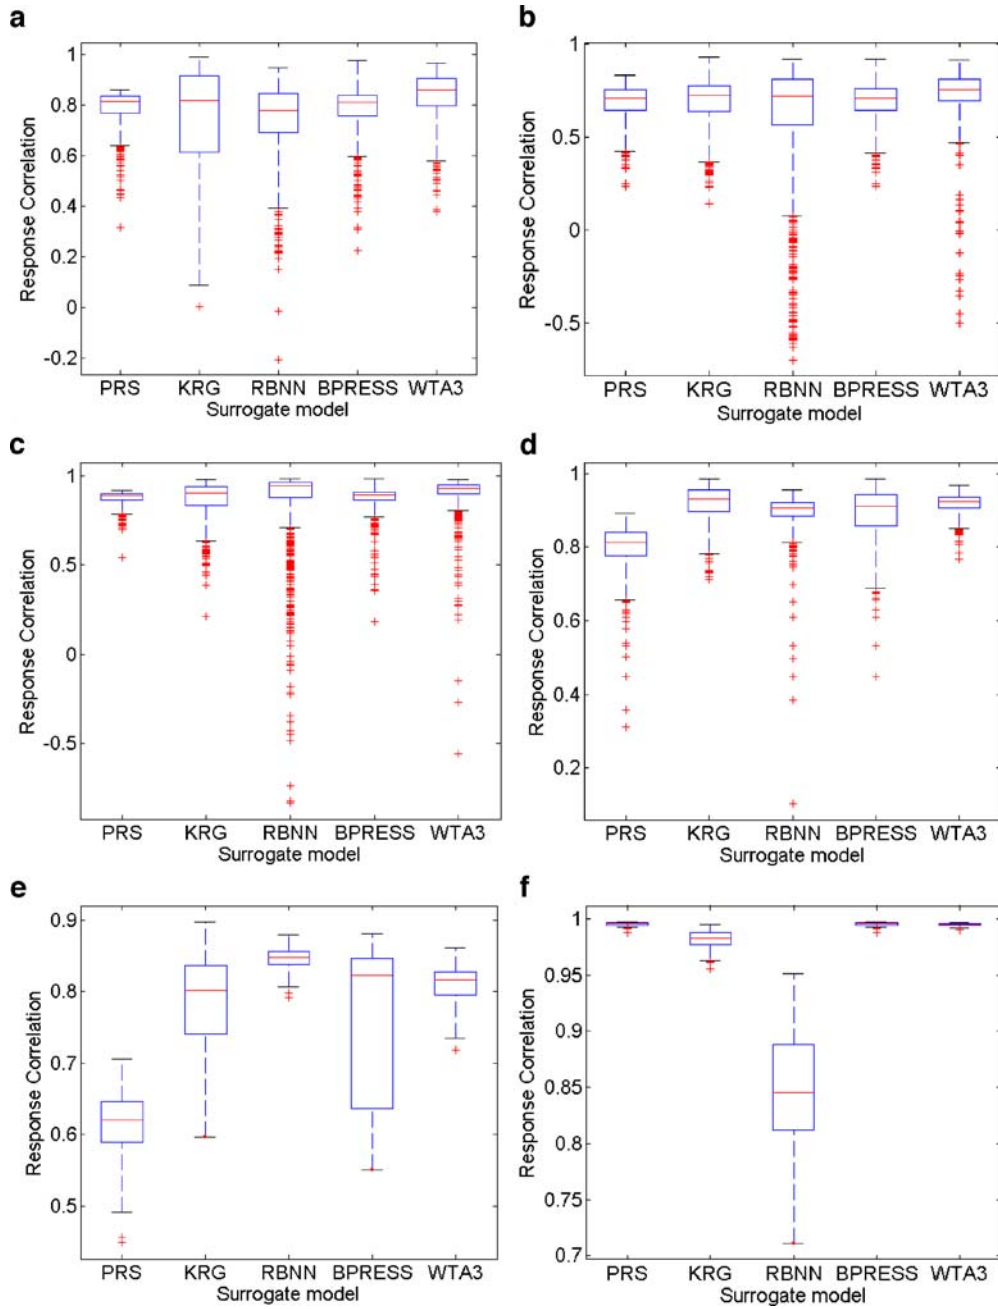 a
1
0.8
0.6
0.4
0.2
0
-0.2
Response Correlation
PRS KRG RBNN BPRESS WTA3
Surrogate model
b
1
0.5
0
-0.5
Response Correlation
PRS KRG RBNN BPRESS WTA3
Surrogate model
c
1
0.5
0
-0.5
Response Correlation
PRS KRG RBNN BPRESS WTA3
Surrogate model
d
1
0.8
0.6
0.4
0.2
Response Correlation
PRS KRG RBNN BPRESS WTA3
Surrogate model
e
0.9
0.8
0.7
0.6
0.5
Response Correlation
PRS KRG RBNN BPRESS WTA3
Surrogate model
f
1
0.95
0.9
0.85
0.8
0.75
0.7
Response Correlation
PRS KRG RBNN BPRESS WTA3
Surrogate model